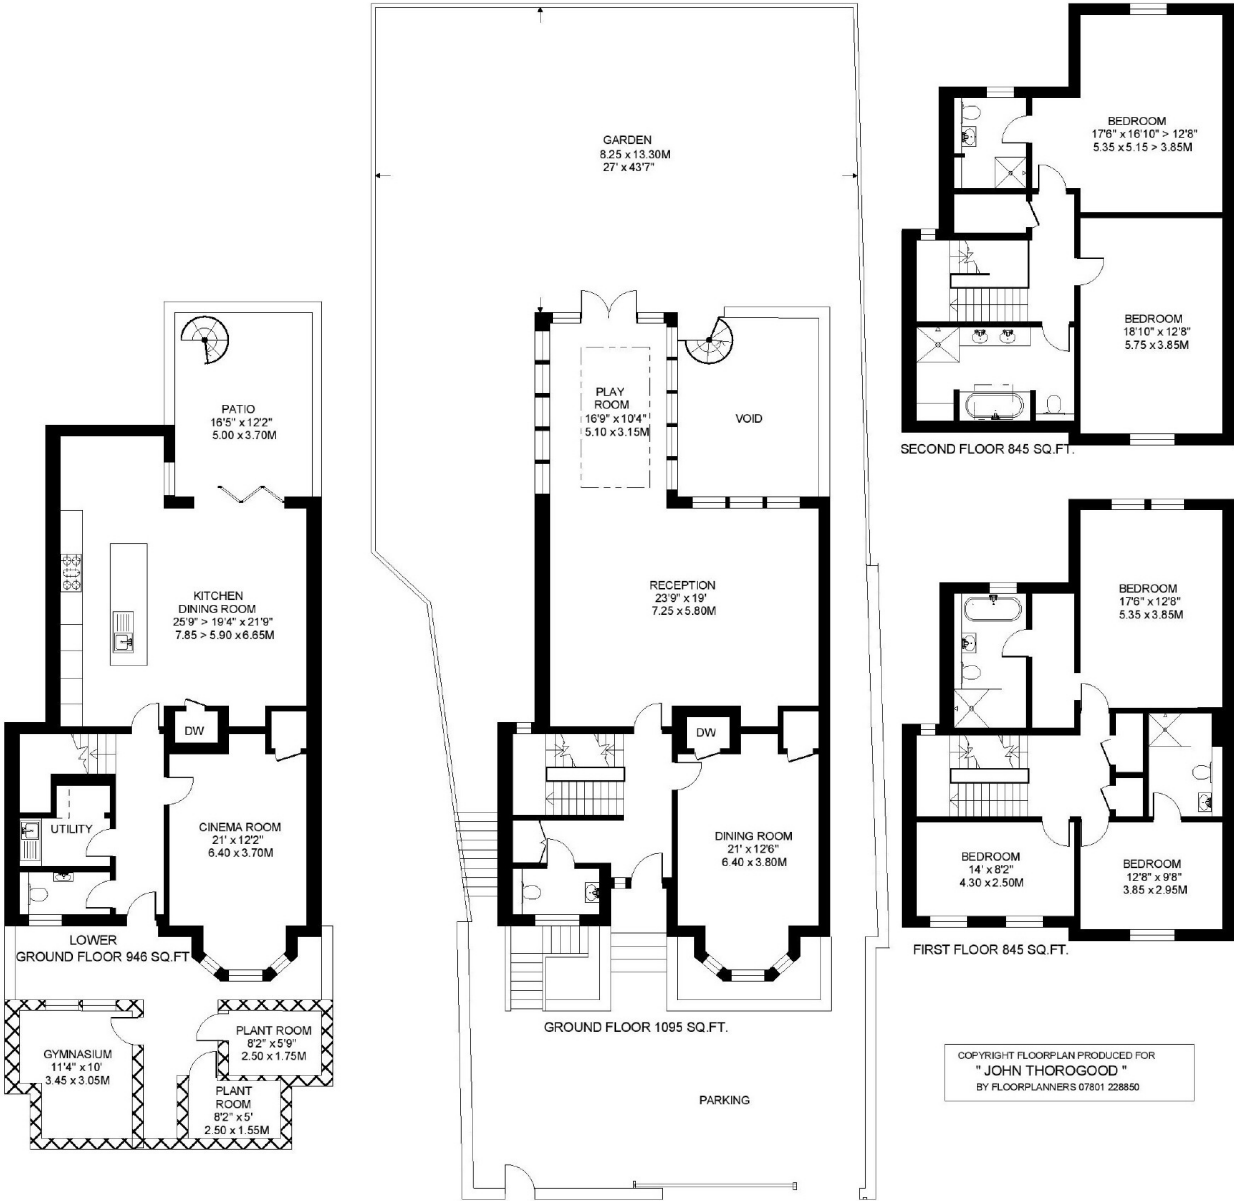 GARDEN
8.25 x 13.30M
27' x 43'7"
PATIO
16'5" x 12'2"
5.00 x 3.70M
KITCHEN
DINING ROOM
25'9" > 19'4" x 21'9"
7.85 > 5.90 x 6.65M
DW
UTILITY
CINEMA ROOM
21' x 12'2"
6.40 x 3.70M
LOWER
GROUND FLOOR 946 SQ.FT
GYMNASIUM
11'4" x 10'
3.45 x 3.05M
PLANT ROOM
8'2" x 5'9"
2.50 x 1.75M
PLANT
ROOM
8'2" x 5'
2.50 x 1.55M
PLAY
ROOM
16'9" x 10'4"
5.10 x 3.15M
VOID
RECEPTION
23'9" x 19'
7.25 x 5.80M
DW
DINING ROOM
21' x 12'6"
6.40 x 3.80M
GROUND FLOOR 1095 SQ.FT.
PARKING
BEDROOM
17'6" x 16'10" > 12'8"
5.35 x 5.15 > 3.85M
BEDROOM
18'10" x 12'8"
5.75 x 3.85M
SECOND FLOOR 845 SQ.FT.
BEDROOM
17'6" x 12'8"
5.35 x 3.85M
BEDROOM
14' x 8'2"
4.30 x 2.50M
BEDROOM
12'8" x 9'8"
3.85 x 2.95M
FIRST FLOOR 845 SQ.FT.
COPYRIGHT FLOORPLAN PRODUCED FOR
" JOHN THOROGOOD "
BY FLOORPLANNERS 07801 228850